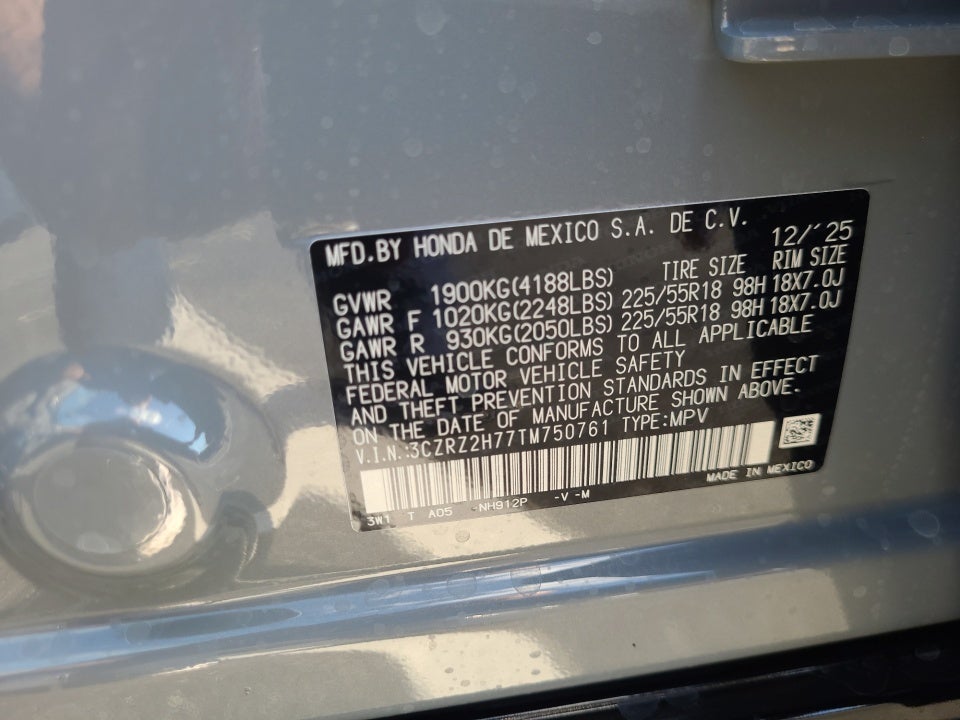 MFD.BY HONDA DE MEXICO S.A. DE C.V.
12/'25
TIRE SIZE RIM SIZE
GVWR 1900KG(4188LBS)
GAWR F 1020KG(2248LBS) 225/55R18 98H 18X7.0J
GAWR R 930KG(2050LBS) 225/55R18 98H 18X7.0J
THIS VEHICLE CONFORMS TO ALL APPLICABLE
FEDERAL MOTOR VEHICLE SAFETY
AND THEFT PREVENTION STANDARDS IN EFFECT
ON THE DATE OF MANUFACTURE SHOWN ABOVE.
V.I.N.:3CZRZ2H77TM750761 TYPE:MPV
MADE IN MEXICO
3W1 T A05 -NH912P -V -M